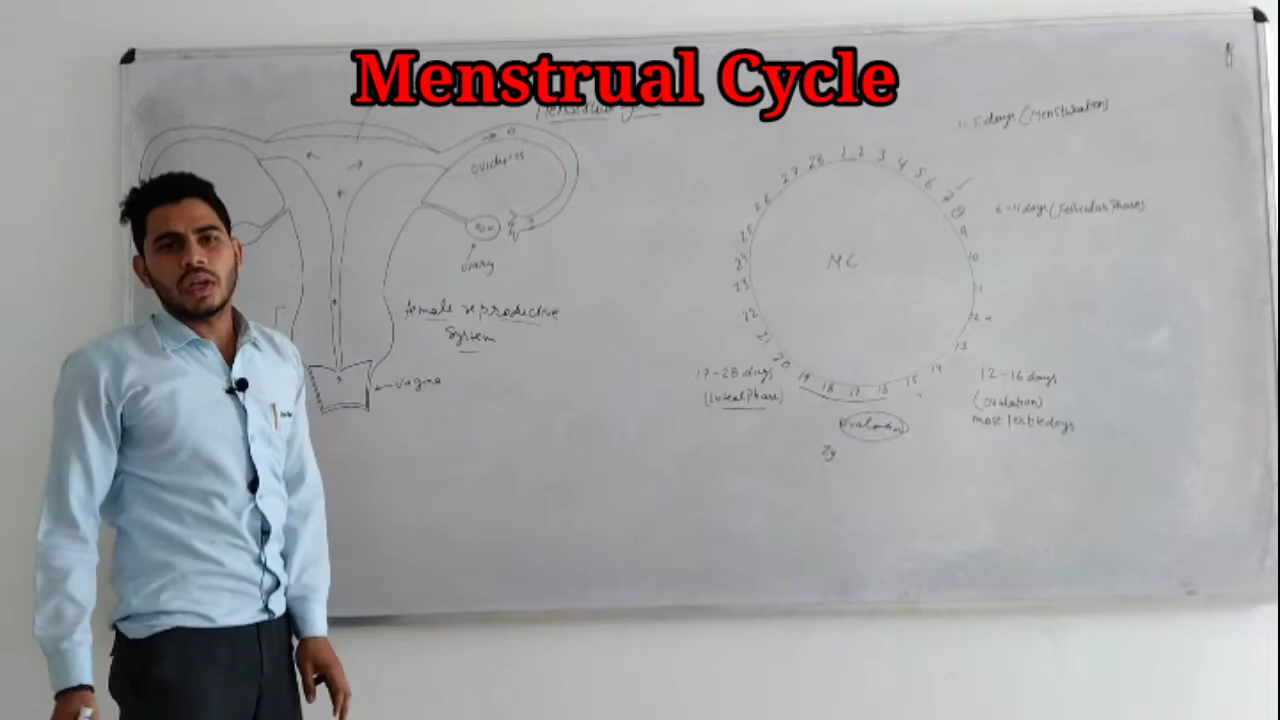 Menstrual Cycle
1-5 days (Mensturation)
oviducts
ovary
female reproductive
System
vagina
6-11 days (Follicular Phase)
MC
1 2 3 4 5 6 7 8 9 10 11 12 13 14 15 16 17 18 19 20 21 22 23 24 25 26 27 28
17-28 days
(Luteal Phase)
12-16 days
(Ovulation)
most fertile days
Zy